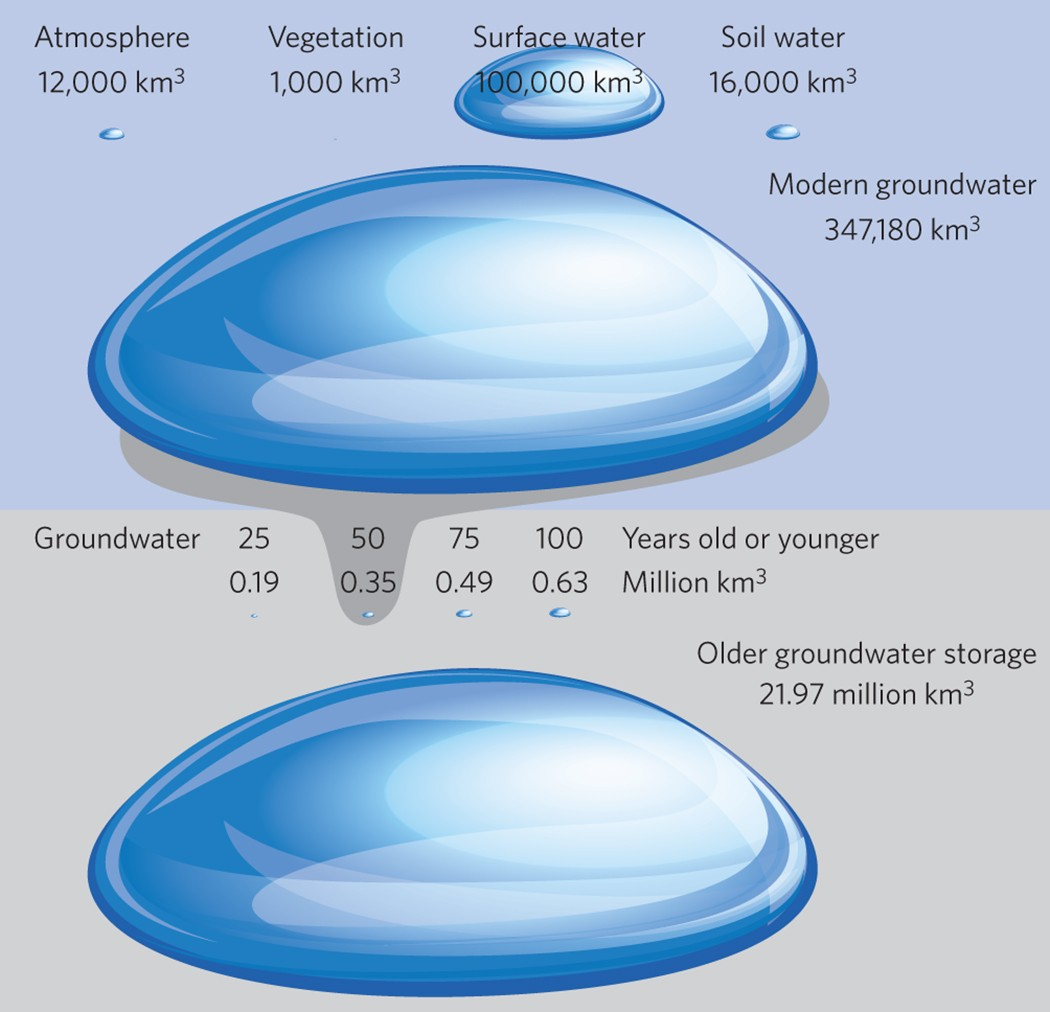 Atmosphere Vegetation Surface water Soil water
12,000 km³ 1,000 km³ 100,000 km³ 16,000 km³
Modern groundwater
347,180 km³
Groundwater 25 50 75 100 Years old or younger
0.19 0.35 0.49 0.63 Million km³
Older groundwater storage
21.97 million km³